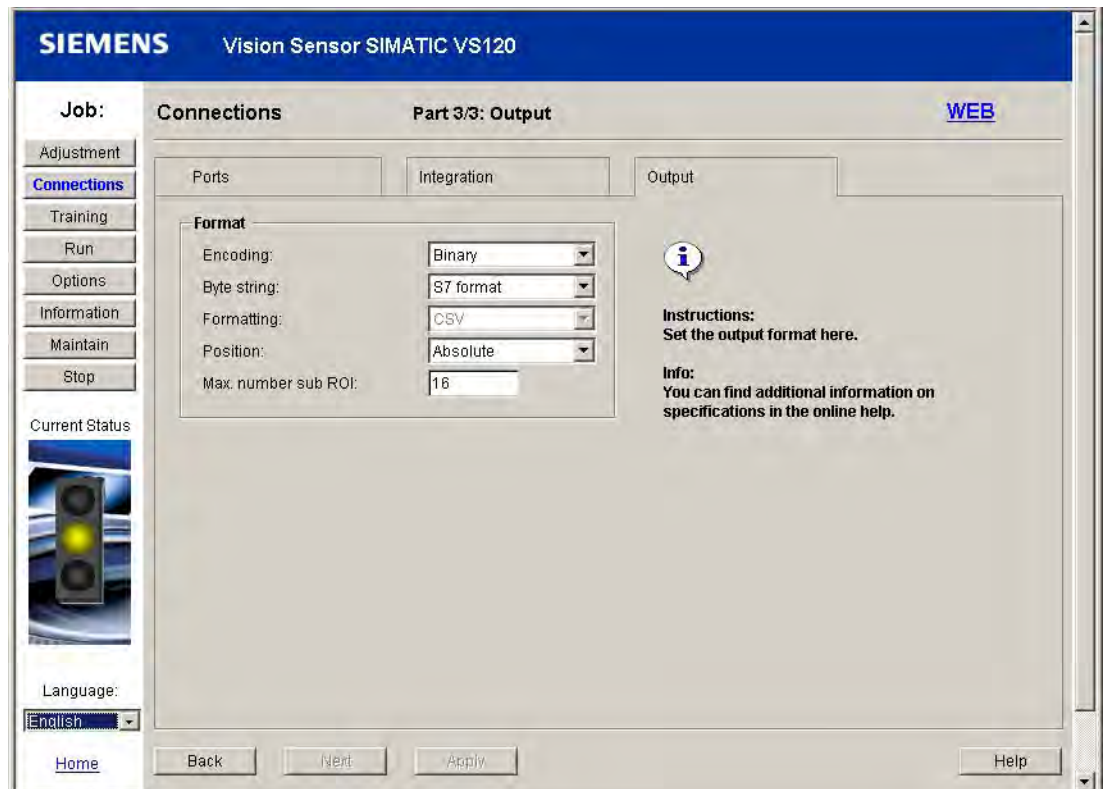 SIEMENS Vision Sensor SIMATIC VS120
Job:
Connections Part 3/3: Output WEB
Adjustment
Connections
Training
Run
Options
Information
Maintain
Stop
Current Status
Language:
English
Home
Ports Integration Output
Format
Encoding: Binary
Byte string: S7 format
Formatting: CSV
Position: Absolute
Max. number sub ROI: 16
Instructions:
Set the output format here.
Info:
You can find additional information on
specifications in the online help.
Back Next Apply Help